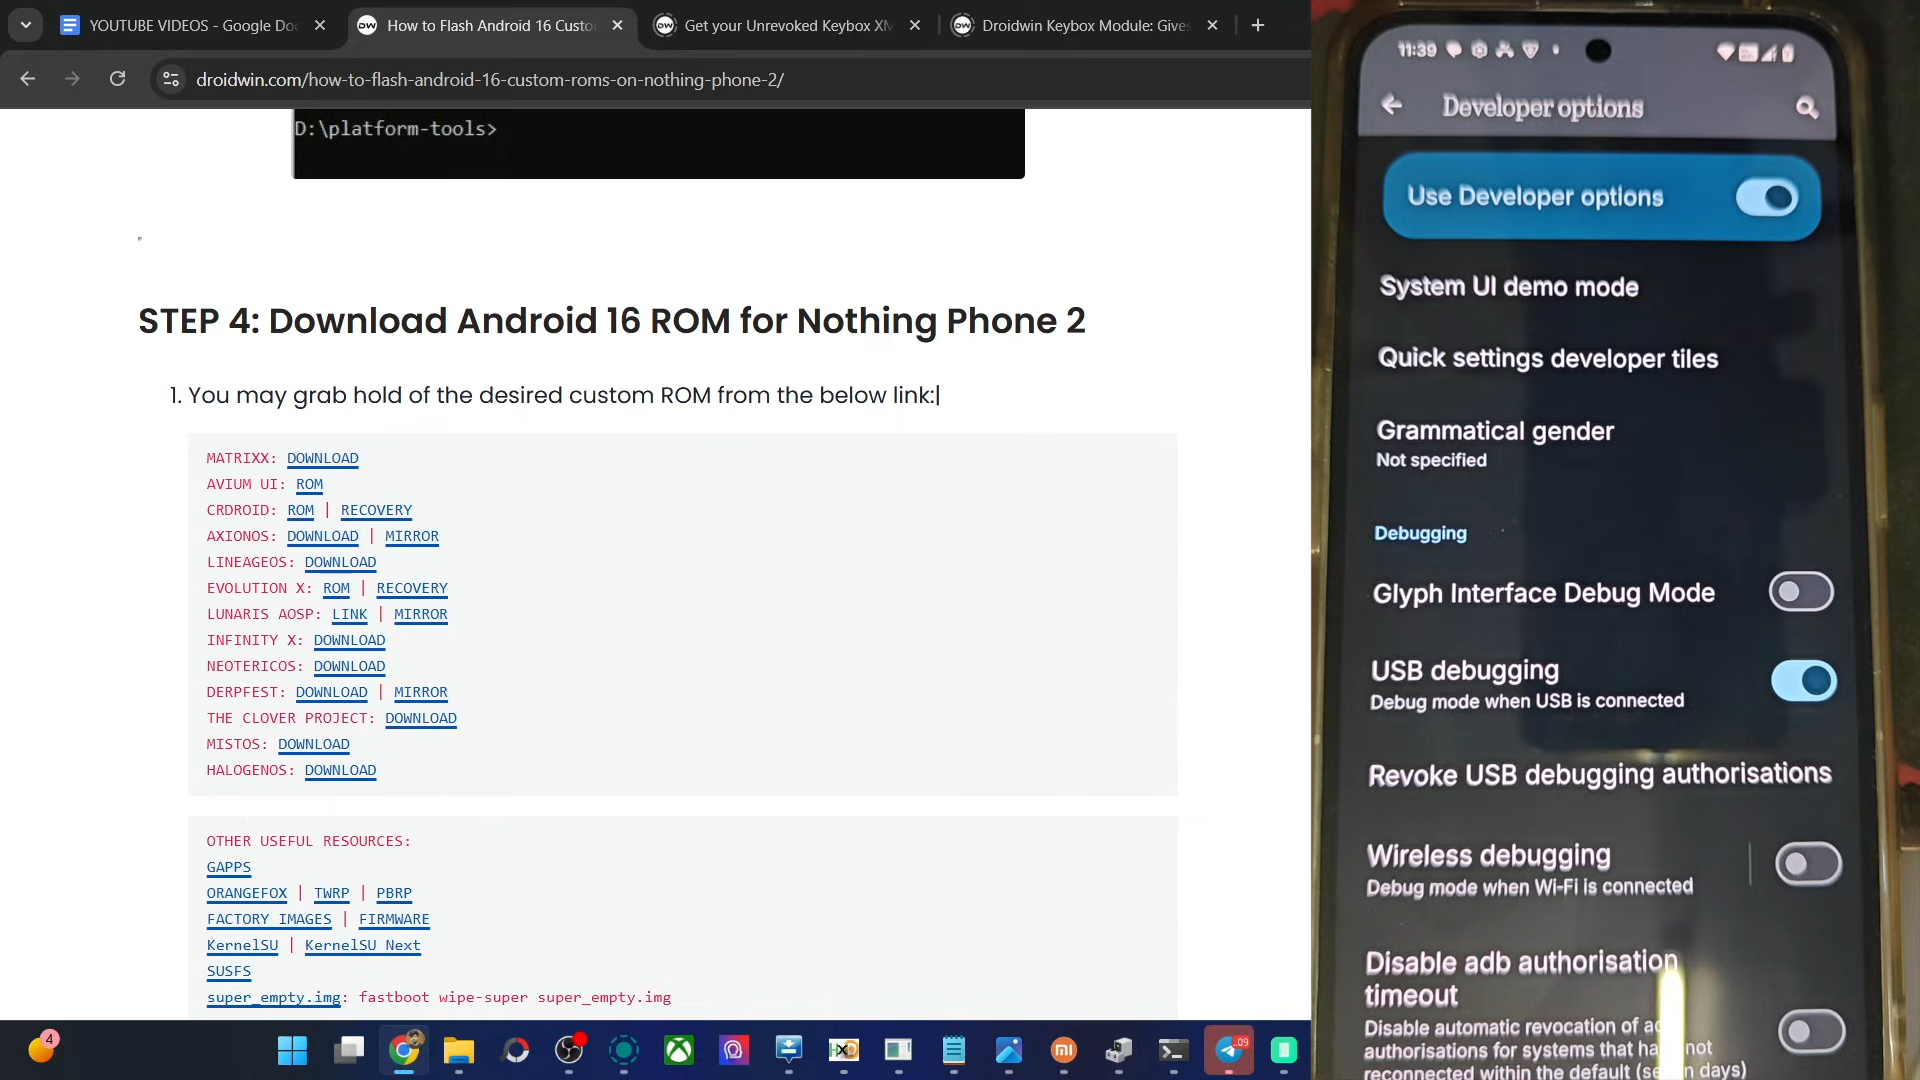 YOUTUBE VIDEOS - Google Doc
How to Flash Android 16 Custo
Get your Unrevoked Keybox XM
Droidwin Keybox Module: Gives
droidwin.com/how-to-flash-android-16-custom-roms-on-nothing-phone-2/
D:\platform-tools>
STEP 4: Download Android 16 ROM for Nothing Phone 2
1. You may grab hold of the desired custom ROM from the below link:
MATRIXX: DOWNLOAD
AVIUM UI: ROM
CRDROID: ROM | RECOVERY
AXIONOS: DOWNLOAD | MIRROR
LINEAGEOS: DOWNLOAD
EVOLUTION X: ROM | RECOVERY
LUNARIS AOSP: LINK | MIRROR
INFINITY X: DOWNLOAD
NEOTERICOS: DOWNLOAD
DERPFEST: DOWNLOAD | MIRROR
THE CLOVER PROJECT: DOWNLOAD
MISTOS: DOWNLOAD
HALOGENOS: DOWNLOAD
OTHER USEFUL RESOURCES:
GAPPS
ORANGEFOX | TWRP | PBRP
FACTORY IMAGES | FIRMWARE
KernelSU | KernelSU Next
SUSFS
super_empty.img: fastboot wipe-super super_empty.img
4
HXD
mi
09
11:39
Developer options
Use Developer options
System UI demo mode
Quick settings developer tiles
Grammatical gender
Not specified
Debugging
Glyph Interface Debug Mode
USB debugging
Debug mode when USB is connected
Revoke USB debugging authorisations
Wireless debugging
Debug mode when Wi-Fi is connected
Disable adb authorisation
timeout
Disable automatic revocation of
authorisations for systems that not
reconnected within the default days)